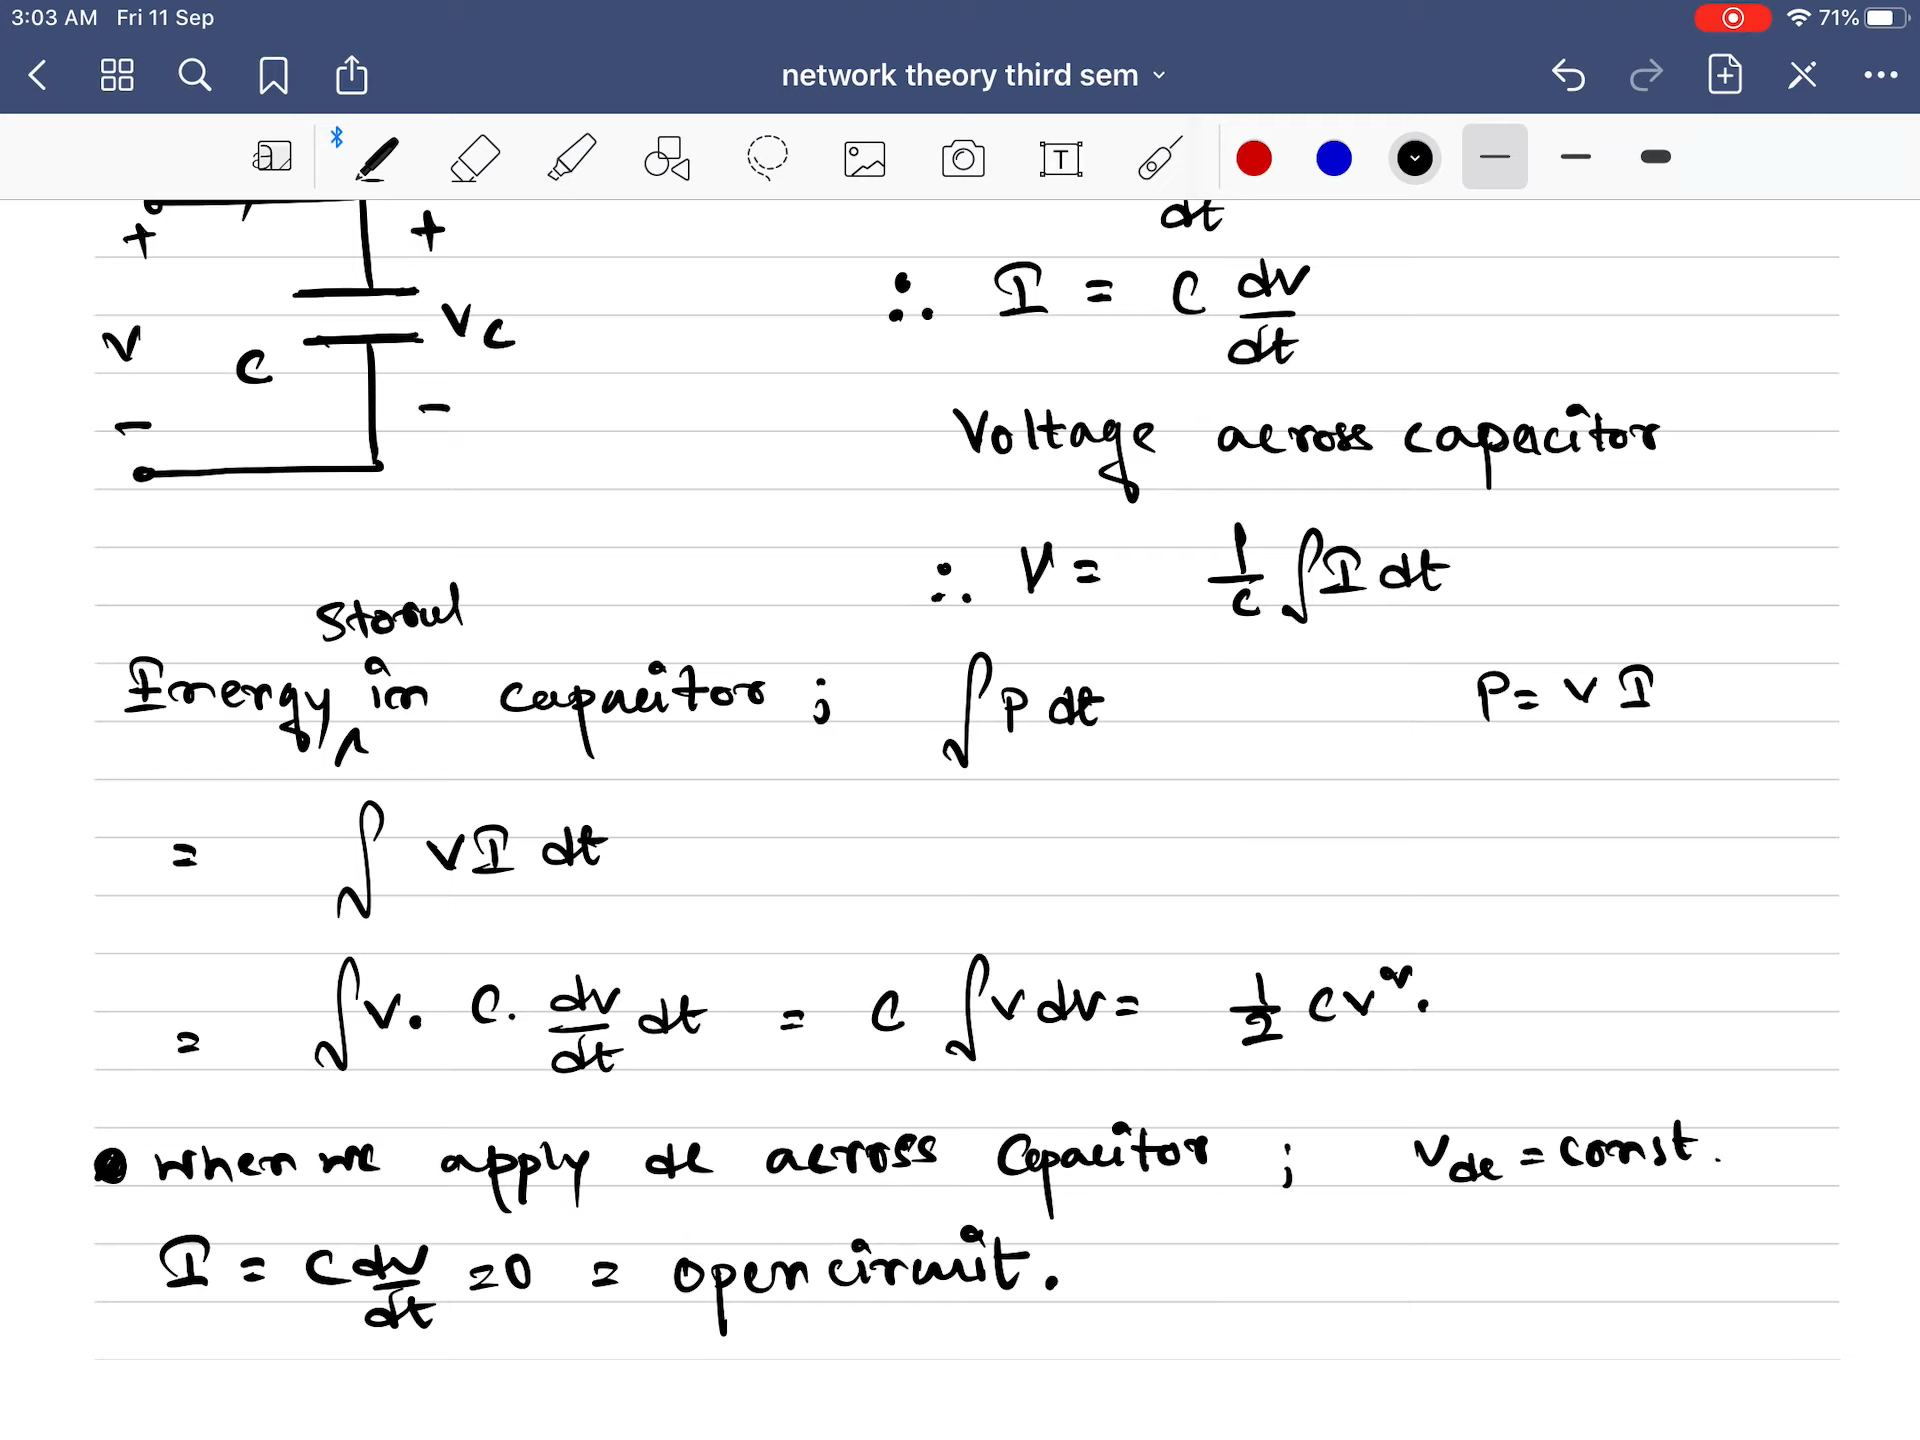 3:03 AM Fri 11 Sep 71%
network theory third sem
dt
+ +
∴ I = C dv/dt
V C Vc
- -
Voltage across capacitor
∴ V = 1/C ∫ I dt
stored
Energy in capacitor ; ∫ P dt P = V I
= ∫ V I dt
= ∫ V. C. dv/dt dt = C ∫ v dv = 1/2 C v².
when we apply dc across Capacitor ; Vdc = const.
I = C dv/dt = 0 = open circuit.